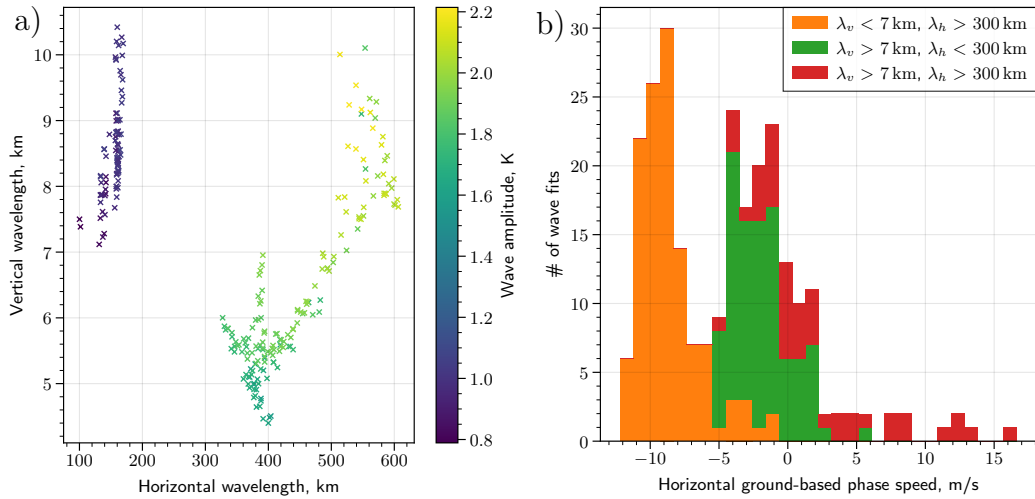 a)
10
9
8
7
6
5
Vertical wavelength, km
100 200 300 400 500 600
Horizontal wavelength, km
2.2
2.0
1.8
1.6
1.4
1.2
1.0
0.8
Wave amplitude, K
b)
30
25
20
15
10
5
0
# of wave fits
−10 −5 0 5 10 15
Horizontal ground-based phase speed, m/s
λv < 7 km, λh > 300 km
λv > 7 km, λh < 300 km
λv > 7 km, λh > 300 km